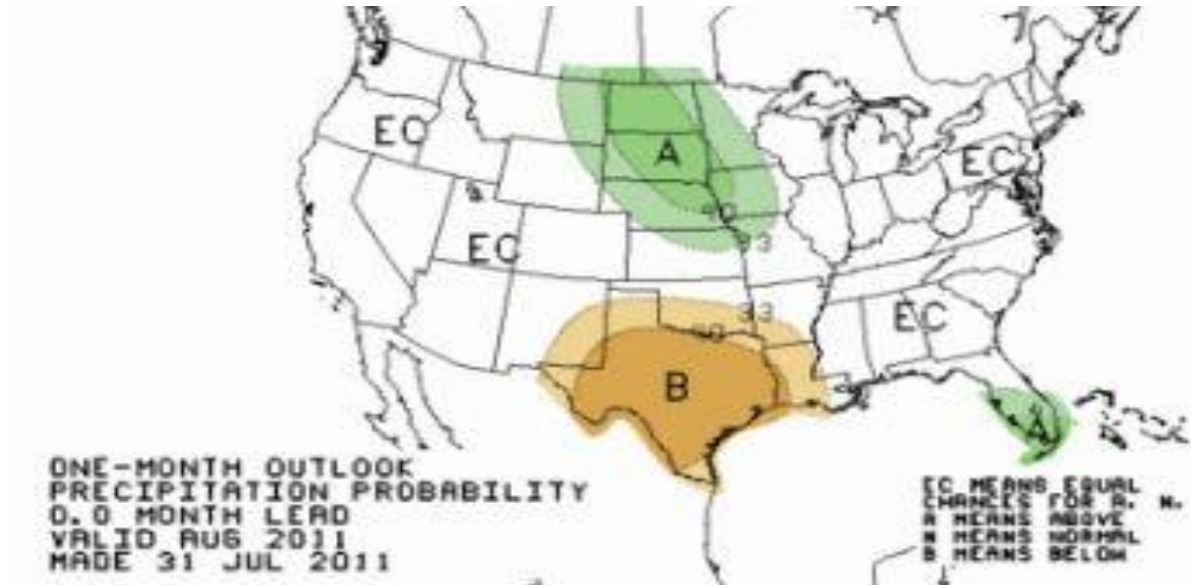 EC
A
EC
40
EC
33
33
EC
40
B
A
ONE-MONTH OUTLOOK
PRECIPITATION PROBABILITY
0.0 MONTH LEAD
VALID AUG 2011
MADE 31 JUL 2011
EC MEANS EQUAL
CHANCES FOR A, N,
A MEANS ABOVE
N MEANS NORMAL
B MEANS BELOW